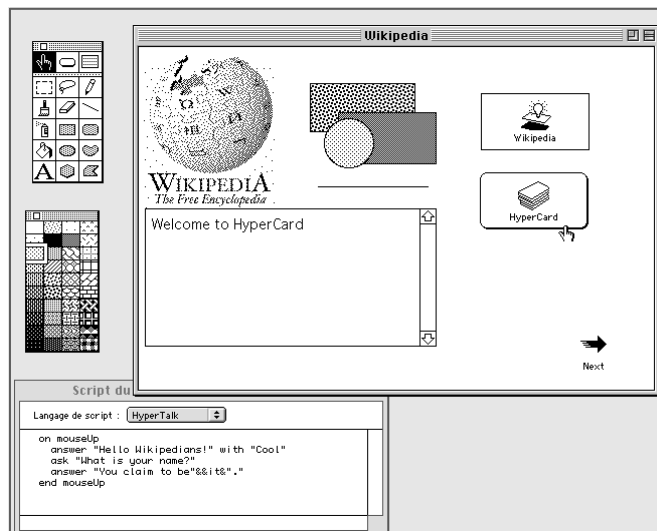 Wikipedia
WIKIPEDIA
The Free Encyclopedia
Wikipedia
HyperCard
Welcome to HyperCard
Next
A
Script du
Langage de script : HyperTalk
on mouseUp
answer "Hello Wikipedians!" with "Cool"
ask "What is your name?"
answer "You claim to be"&&it&"."
end mouseUp